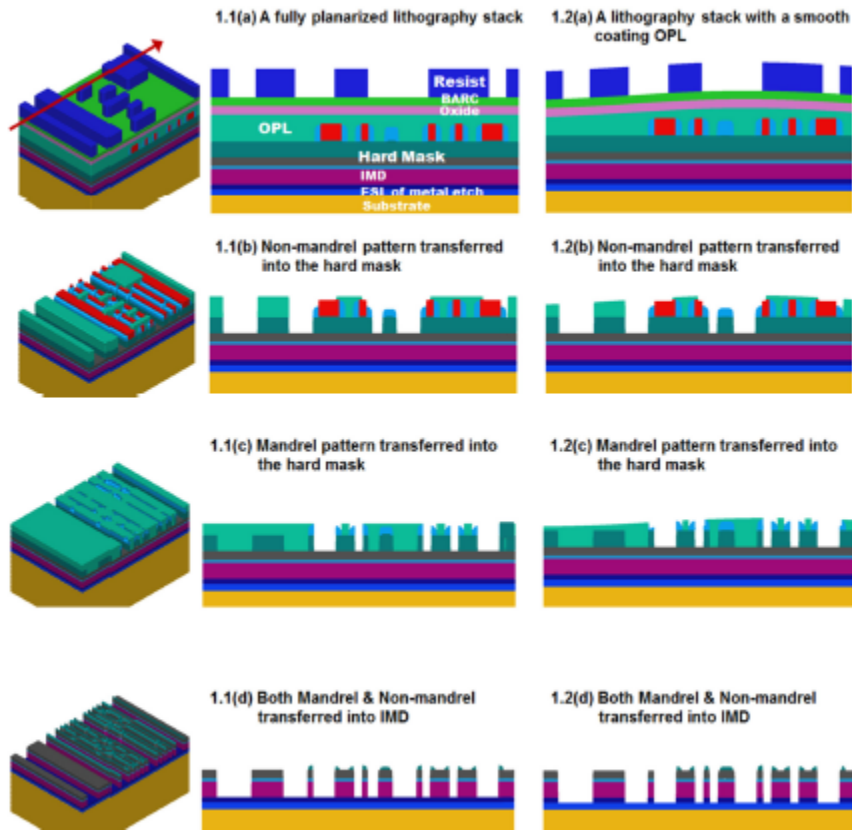 1.1(a) A fully planarized lithography stack
1.2(a) A lithography stack with a smooth
coating OPL
Resist
BARC
Oxide
OPL
Hard Mask
IMD
ESL of metal etch
Substrate
1.1(b) Non-mandrel pattern transferred
into the hard mask
1.2(b) Non-mandrel pattern transferred
into the hard mask
1.1(c) Mandrel pattern transferred into
the hard mask
1.2(c) Mandrel pattern transferred into
the hard mask
1.1(d) Both Mandrel & Non-mandrel
transferred into IMD
1.2(d) Both Mandrel & Non-mandrel
transferred into IMD